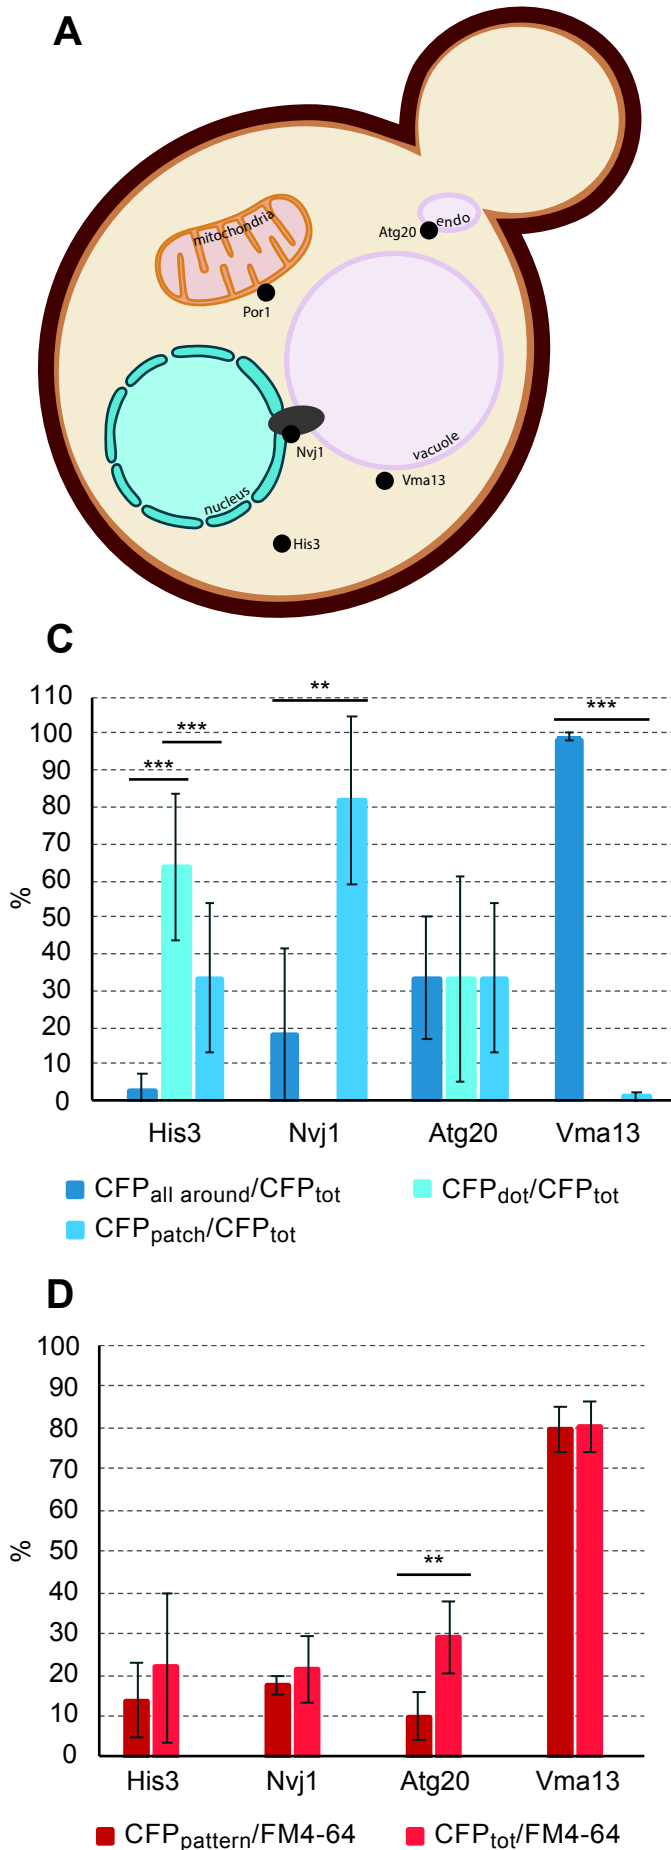 A
mitochondria
endo
Atg20
Por1
vacuole
Nvj1
Vma13
nucleus
His3
C
110
100
90
80
70
60
50
40
30
20
10
0
%
***
***
**
***
His3 Nvj1 Atg20 Vma13
CFPall around/CFPtot CFPdot/CFPtot
CFPpatch/CFPtot
D
100
90
80
70
60
50
40
30
20
10
0
%
**
His3 Nvj1 Atg20 Vma13
CFPpattern/FM4-64 CFPtot/FM4-64